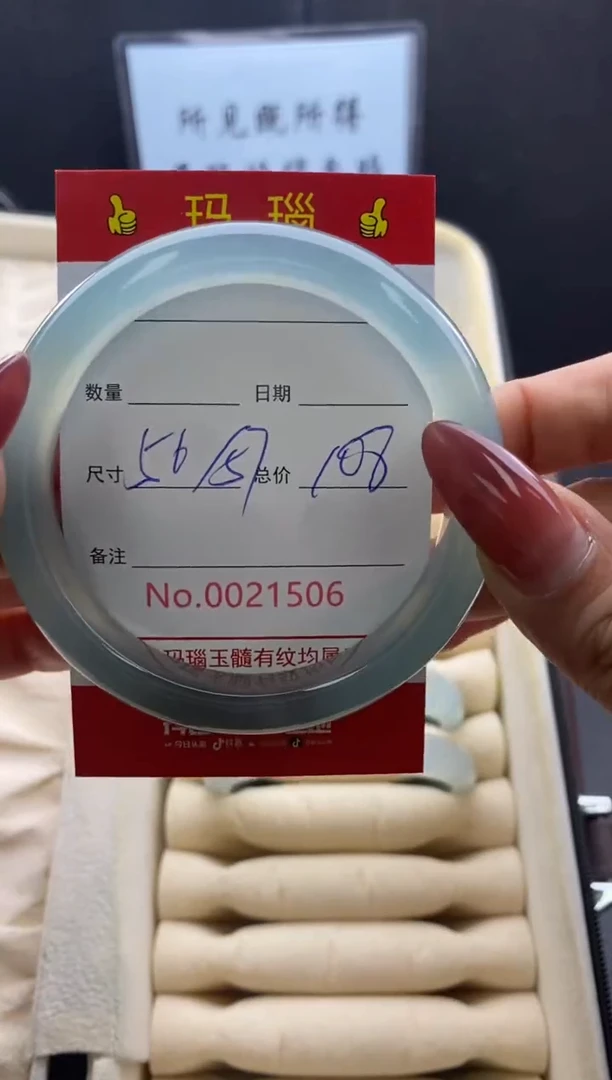 所见即所得
玛 瑙
数量 日期
尺寸 56/57 总价 108
备注
No.0021506
玛瑙玉髓有纹均属